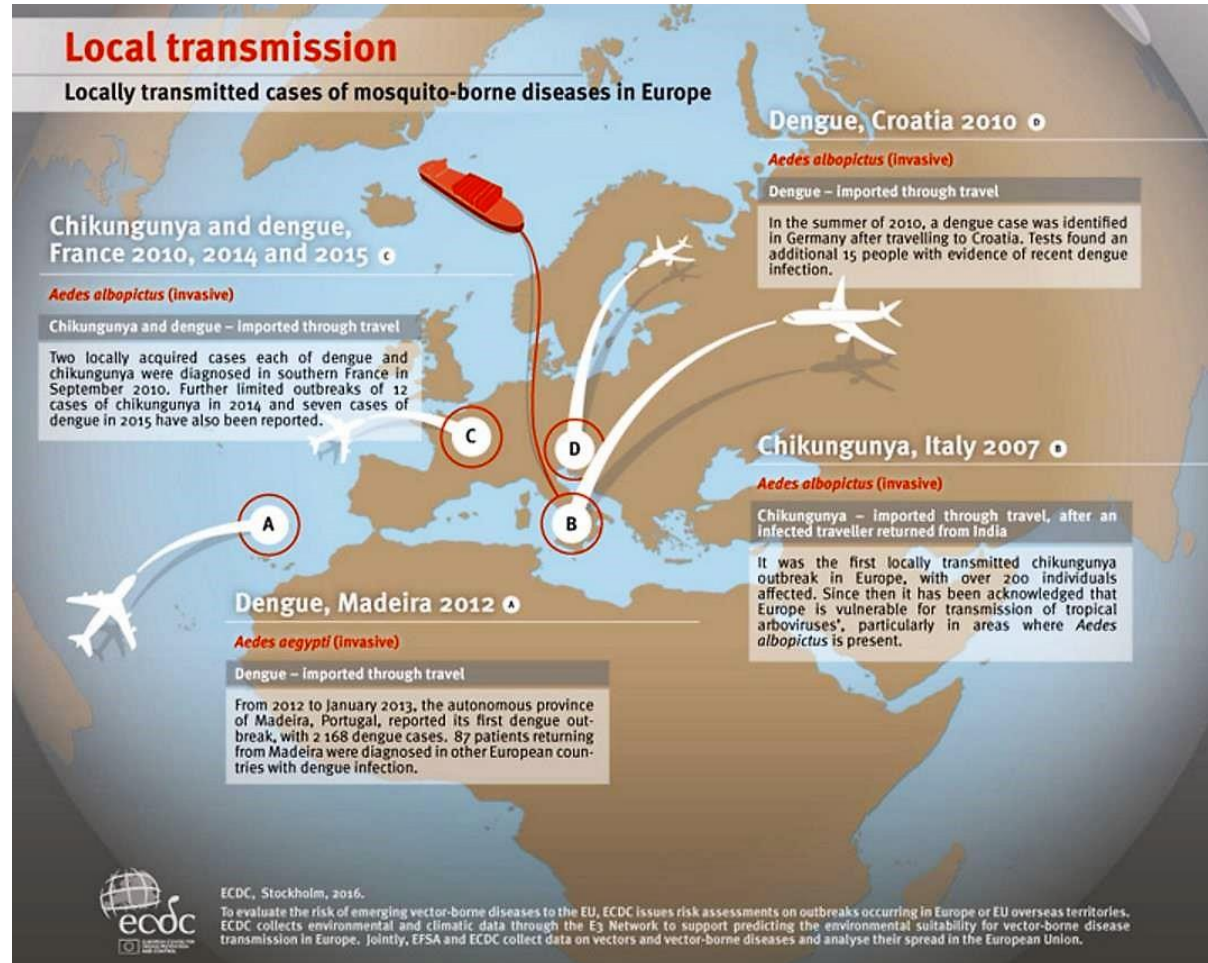 Local transmission
Locally transmitted cases of mosquito-borne diseases in Europe
Dengue, Croatia 2010 D
Aedes albopictus (invasive)
Dengue – imported through travel
In the summer of 2010, a dengue case was identified
in Germany after travelling to Croatia. Tests found an
additional 15 people with evidence of recent dengue
infection.
Chikungunya and dengue,
France 2010, 2014 and 2015 C
Aedes albopictus (invasive)
Chikungunya and dengue – imported through travel
Two locally acquired cases each of dengue and
chikungunya were diagnosed in southern France in
September 2010. Further limited outbreaks of 12
cases of chikungunya in 2014 and seven cases of
dengue in 2015 have also been reported.
C
D
A
B
Chikungunya, Italy 2007 B
Aedes albopictus (invasive)
Chikungunya – imported through travel, after an
infected traveller returned from India
It was the first locally transmitted chikungunya
outbreak in Europe, with over 200 individuals
affected. Since then it has been acknowledged that
Europe is vulnerable for transmission of tropical
arboviruses', particularly in areas where Aedes
albopictus is present.
Dengue, Madeira 2012 A
Aedes aegypti (invasive)
Dengue – imported through travel
From 2012 to January 2013, the autonomous province
of Madeira, Portugal, reported its first dengue out-
break, with 2 168 dengue cases. 87 patients returning
from Madeira were diagnosed in other European coun-
tries with dengue infection.
ecdc
EUROPEAN CENTRE FOR
DISEASE PREVENTION
AND CONTROL
ECDC, Stockholm, 2016.
To evaluate the risk of emerging vector-borne diseases to the EU, ECDC issues risk assessments on outbreaks occurring in Europe or EU overseas territories.
ECDC collects environmental and climatic data through the E3 Network to support predicting the environmental suitability for vector-borne disease
transmission in Europe. Jointly, EFSA and ECDC collect data on vectors and vector-borne diseases and analyse their spread in the European Union.